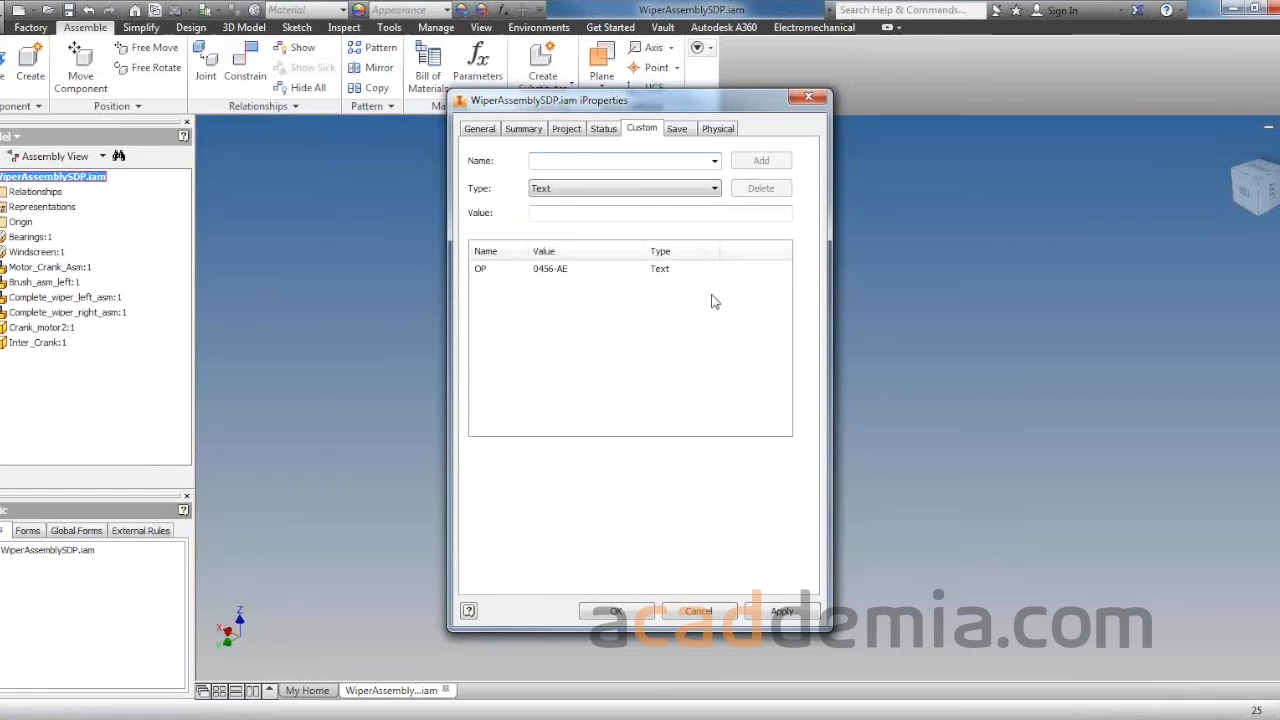 Material
Appearance
WiperAssemblySDP.iam
Search Help & Commands...
Sign In
Factory Assemble Simplify Design 3D Model Sketch Inspect Tools Manage View Environments Get Started Vault Autodesk A360 Electromechanical
Create
Move Component
Free Move
Free Rotate
Joint
Constrain
Show
Show Sick
Hide All
Pattern
Mirror
Copy
Bill of Materials
Parameters
Create
Plane
Axis
Point
UCS
Position
Relationships
Pattern
WiperAssemblySDP.iam iProperties
General Summary Project Status Custom Save Physical
Name: Add
Type: Text Delete
Value:
Name Value Type
OP 0456-AE Text
OK Cancel Apply
Assembly View
WiperAssemblySDP.iam
Relationships
Representations
Origin
Bearings:1
Windscreen:1
Motor_Crank_Asm:1
Brush_asm_left:1
Complete_wiper_left_asm:1
Complete_wiper_right_asm:1
Crank_motor2:1
Inter_Crank:1
Forms Global Forms External Rules
WiperAssemblySDP.iam
Z
X
Y
acaddemia.com
My Home WiperAssembly...iam
25